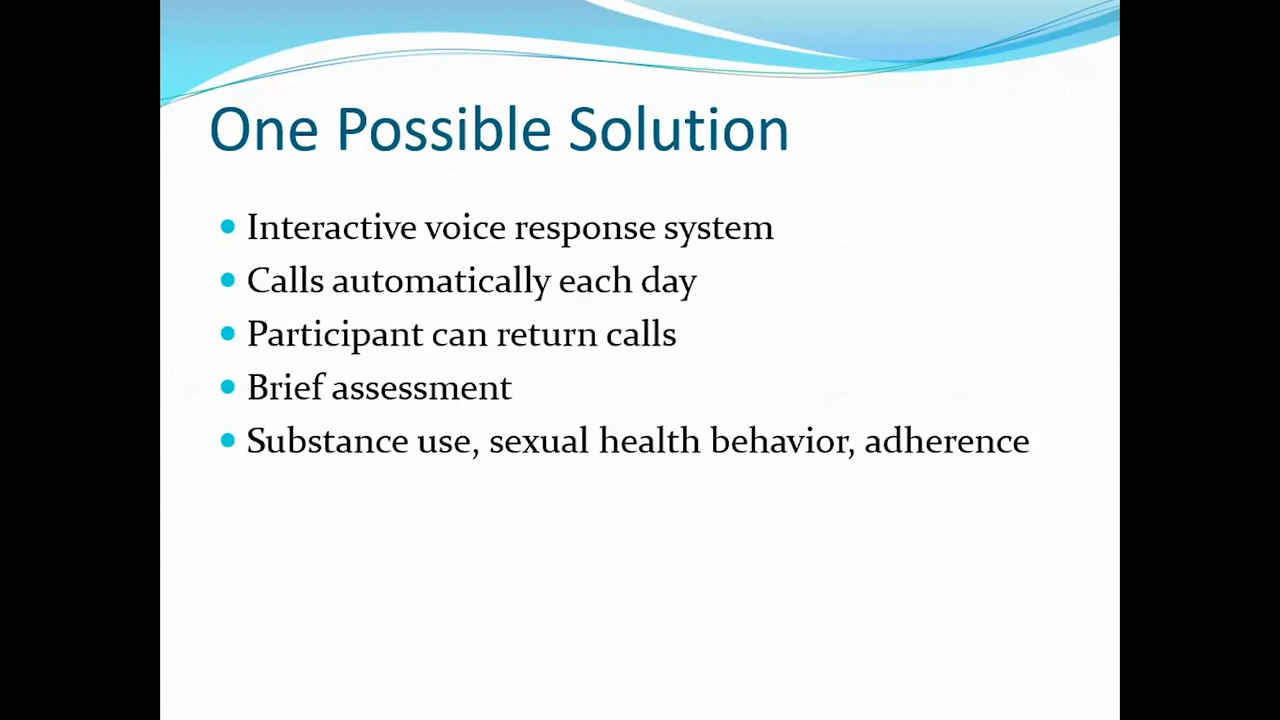 One Possible Solution
Interactive voice response system
Calls automatically each day
Participant can return calls
Brief assessment
Substance use, sexual health behavior, adherence